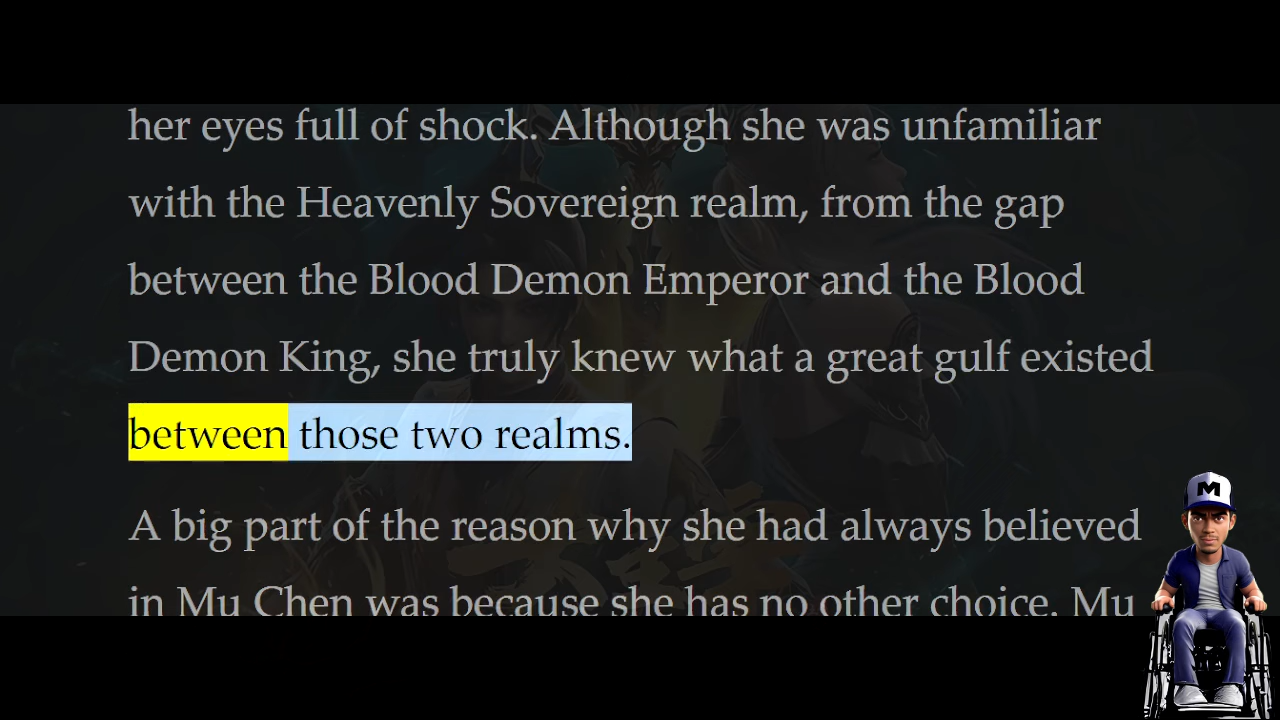 her eyes full of shock. Although she was unfamiliar
with the Heavenly Sovereign realm, from the gap
between the Blood Demon Emperor and the Blood
Demon King, she truly knew what a great gulf existed
between those two realms.
A big part of the reason why she had always believed
in Mu Chen was because she has no other choice. Mu
M